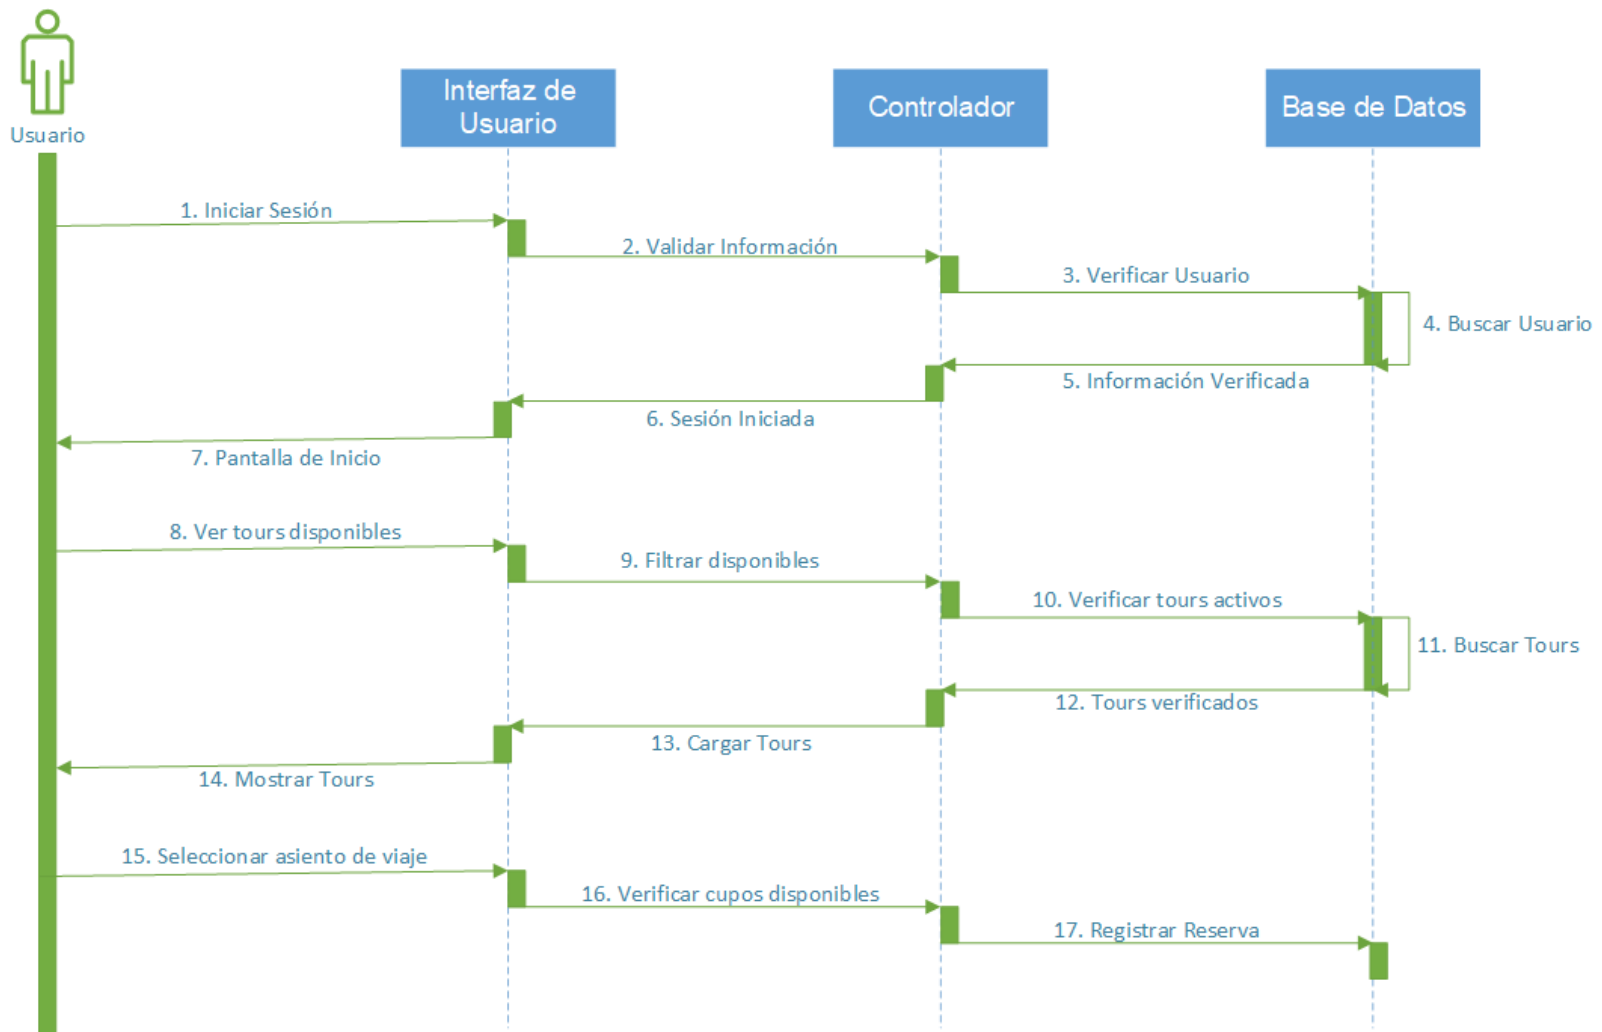 Usuario
Interfaz de
Usuario
Controlador
Base de Datos
1. Iniciar Sesión
2. Validar Información
3. Verificar Usuario
4. Buscar Usuario
5. Información Verificada
6. Sesión Iniciada
7. Pantalla de Inicio
8. Ver tours disponibles
9. Filtrar disponibles
10. Verificar tours activos
11. Buscar Tours
12. Tours verificados
13. Cargar Tours
14. Mostrar Tours
15. Seleccionar asiento de viaje
16. Verificar cupos disponibles
17. Registrar Reserva